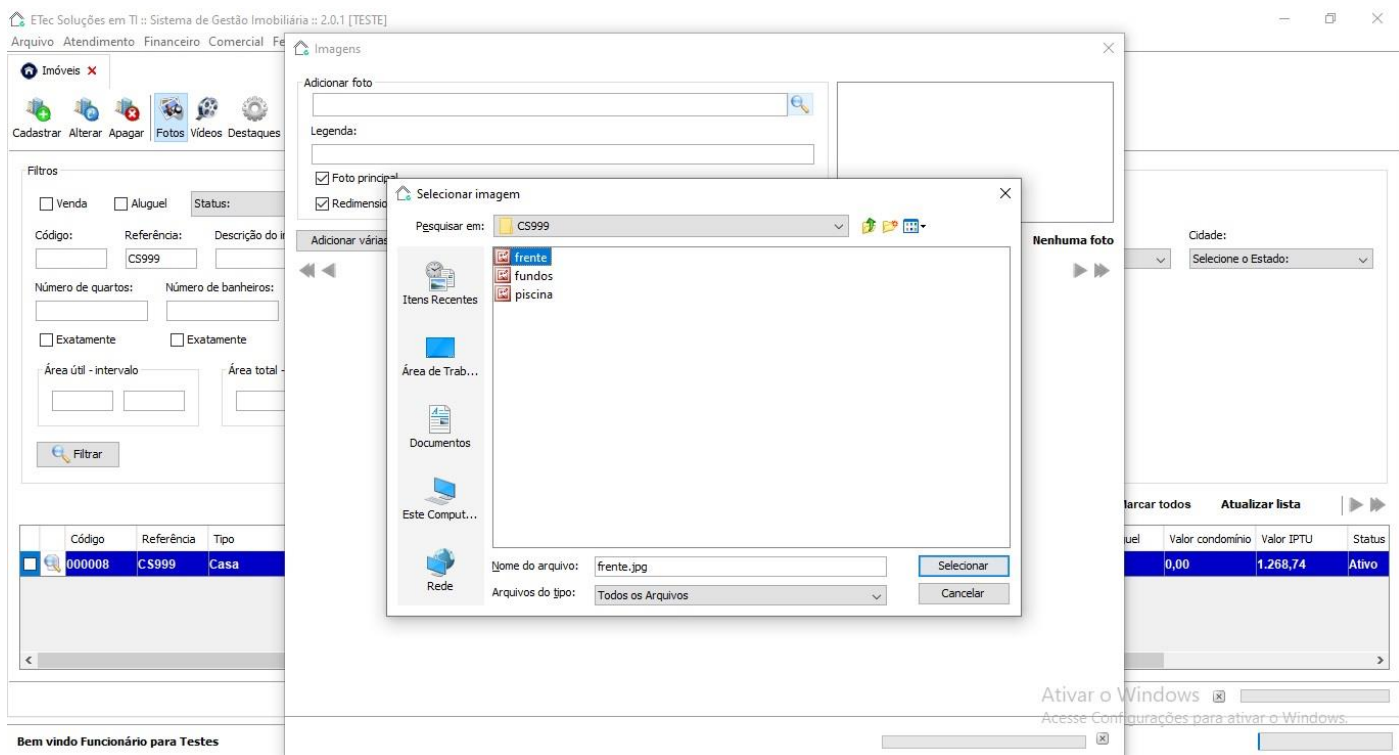 ETec Soluções em TI :: Sistema de Gestão Imobiliária :: 2.0.1 [TESTE]
Arquivo Atendimento Financeiro Comercial Fe
Imóveis
Cadastrar Alterar Apagar Fotos Vídeos Destaques
Filtros
Venda Aluguel Status:
Código: Referência: Descrição do i
CS999
Número de quartos: Número de banheiros:
Exatamente Exatamente
Área útil - intervalo Área total -
Filtrar
Imagens
Adicionar foto
Legenda:
Foto principal
Redimensio
Adicionar várias
Nenhuma foto
Selecionar imagem
Pesquisar em: CS999
frente
fundos
piscina
Itens Recentes
Área de Trab...
Documentos
Este Comput...
Rede
Nome do arquivo: frente.jpg Selecionar
Arquivos do tipo: Todos os Arquivos Cancelar
Cidade:
Selecione o Estado:
larcar todos Atualizar lista
Código Referência Tipo uel Valor condomínio Valor IPTU Status
000008 CS999 Casa 0,00 1.268,74 Ativo
Ativar o Windows
Acesse Configurações para ativar o Windows.
Bem vindo Funcionário para Testes